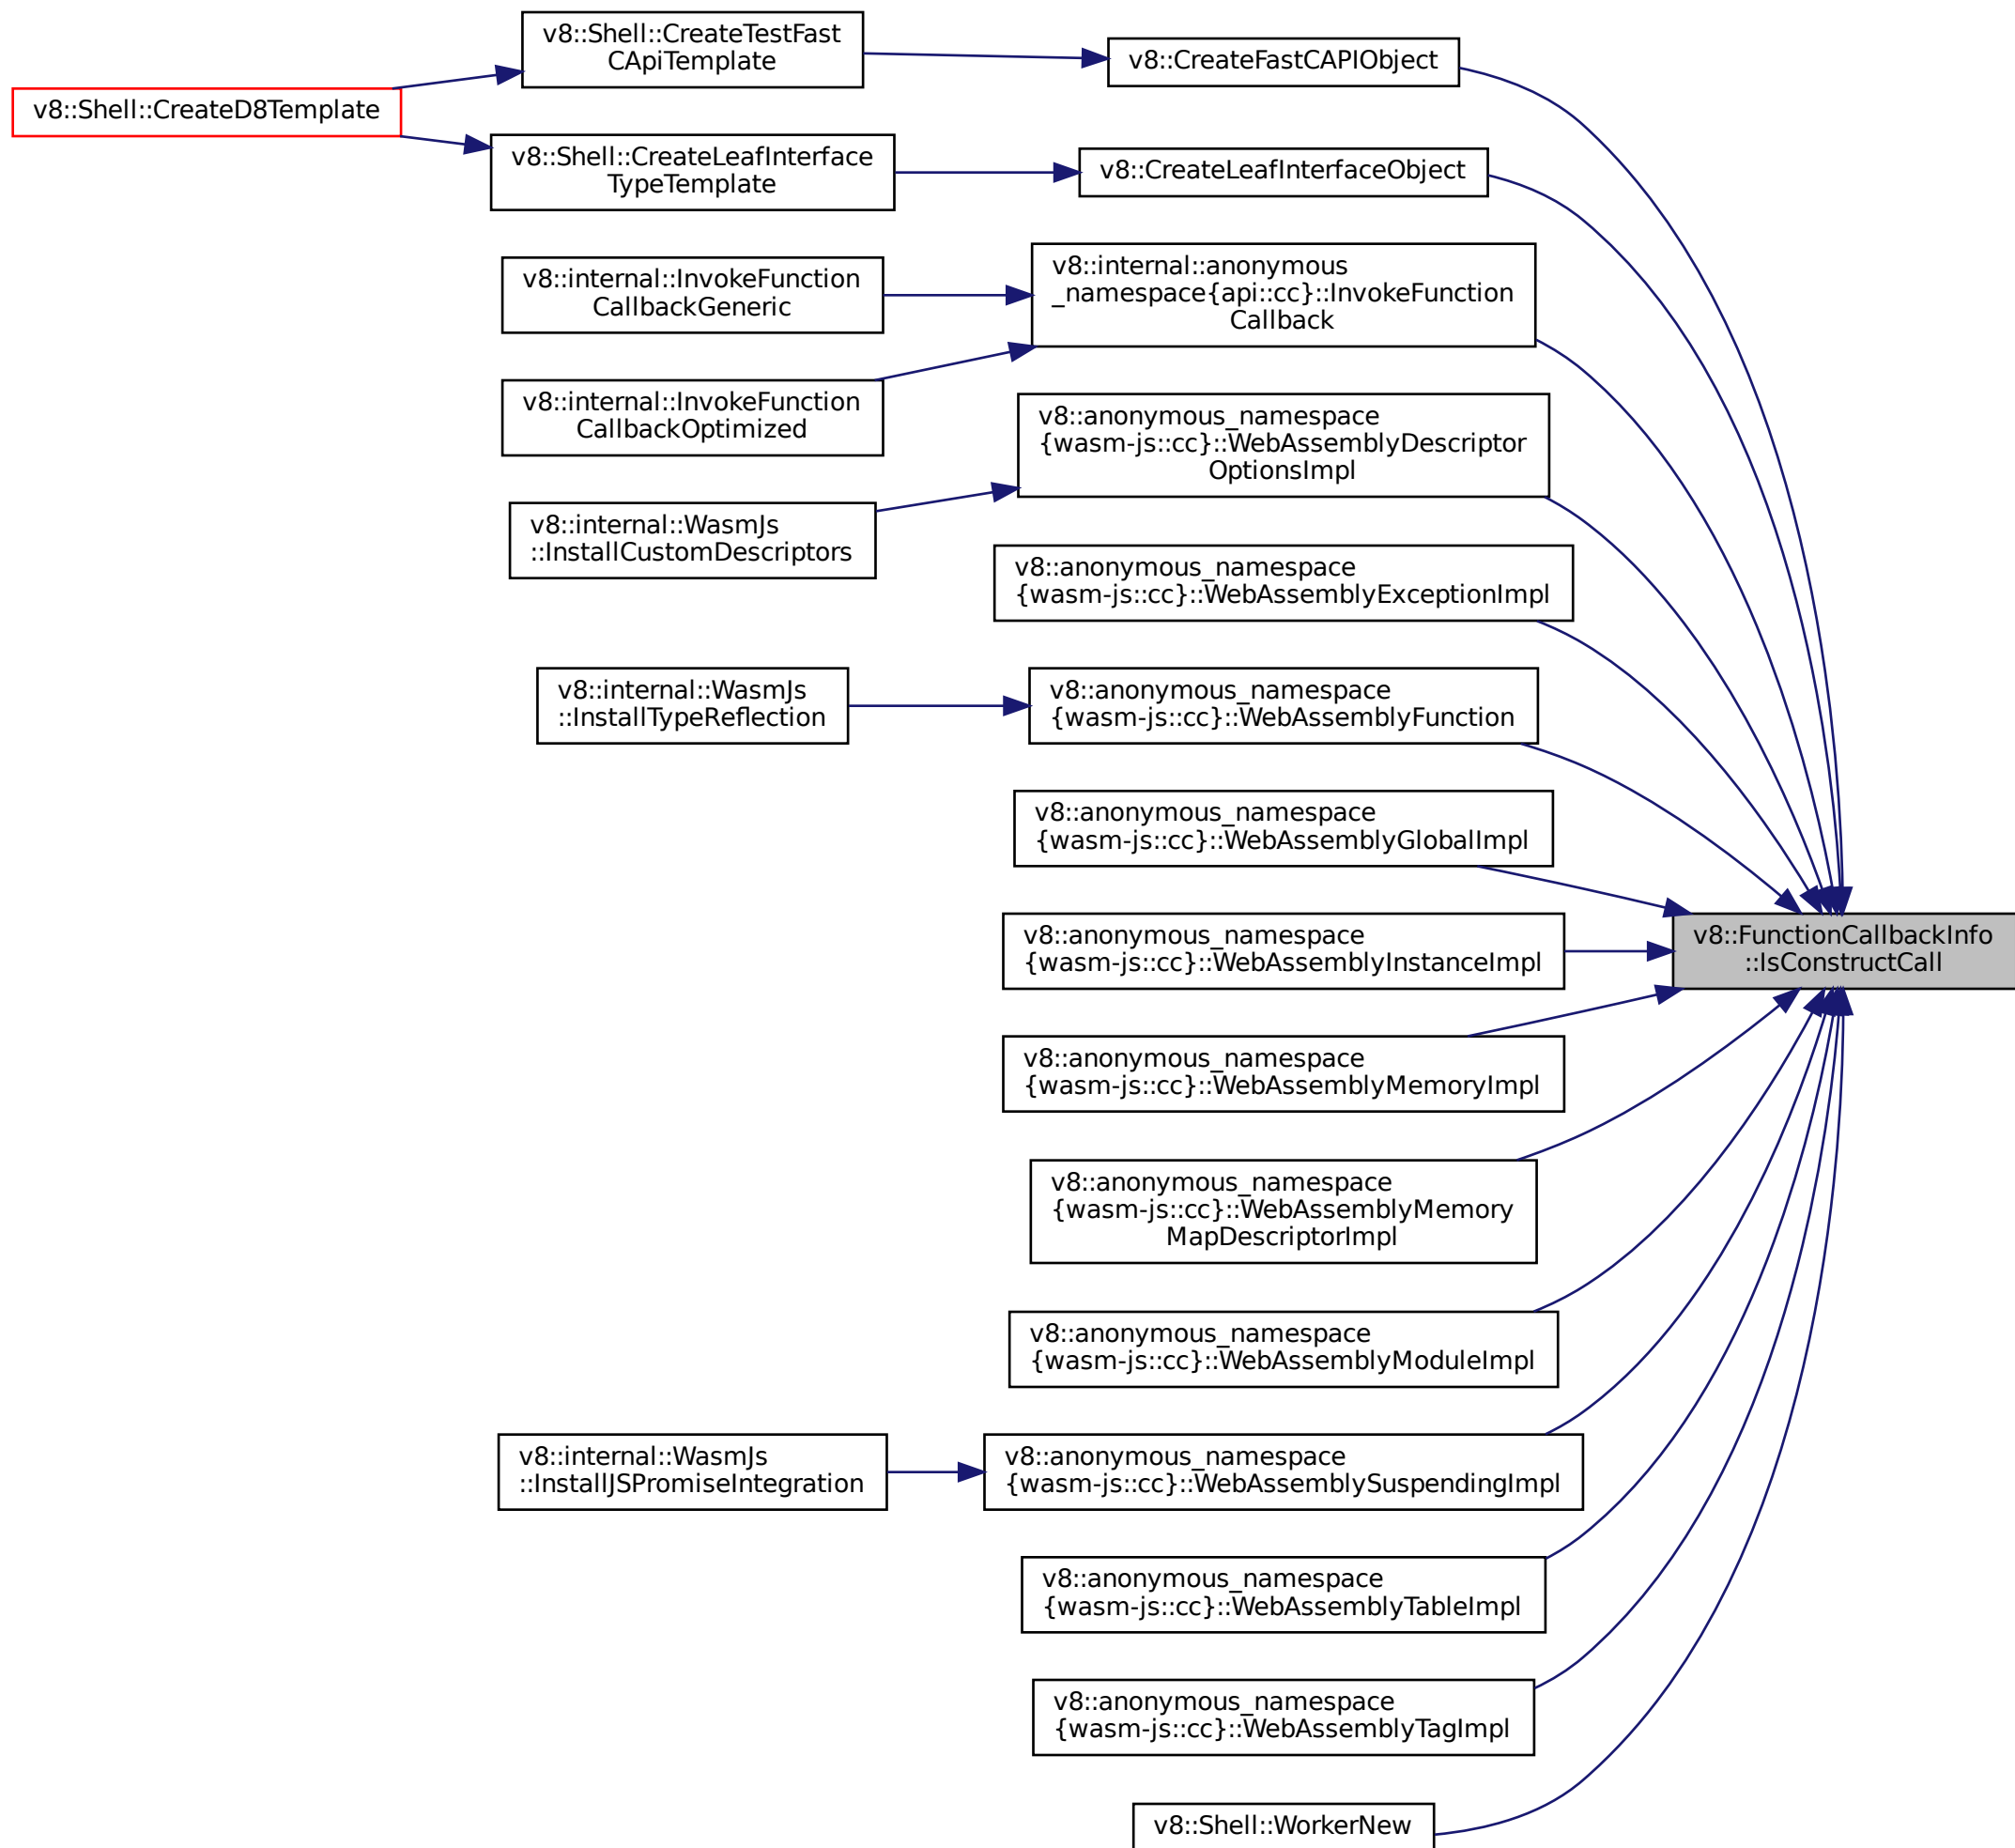 v8::Shell::CreateD8Template
v8::Shell::CreateTestFast
CApiTemplate
v8::Shell::CreateLeafInterface
TypeTemplate
v8::internal::InvokeFunction
CallbackGeneric
v8::internal::InvokeFunction
CallbackOptimized
v8::internal::WasmJs
::InstallCustomDescriptors
v8::internal::WasmJs
::InstallTypeReflection
v8::internal::WasmJs
::InstallJSPromiseIntegration
v8::CreateFastCAPIObject
v8::CreateLeafInterfaceObject
v8::internal::anonymous
_namespace{api::cc}::InvokeFunction
Callback
v8::anonymous_namespace
{wasm-js::cc}::WebAssemblyDescriptor
OptionsImpl
v8::anonymous_namespace
{wasm-js::cc}::WebAssemblyExceptionImpl
v8::anonymous_namespace
{wasm-js::cc}::WebAssemblyFunction
v8::anonymous_namespace
{wasm-js::cc}::WebAssemblyGlobalImpl
v8::anonymous_namespace
{wasm-js::cc}::WebAssemblyInstanceImpl
v8::anonymous_namespace
{wasm-js::cc}::WebAssemblyMemoryImpl
v8::anonymous_namespace
{wasm-js::cc}::WebAssemblyMemory
MapDescriptorImpl
v8::anonymous_namespace
{wasm-js::cc}::WebAssemblyModuleImpl
v8::anonymous_namespace
{wasm-js::cc}::WebAssemblySuspendingImpl
v8::anonymous_namespace
{wasm-js::cc}::WebAssemblyTableImpl
v8::anonymous_namespace
{wasm-js::cc}::WebAssemblyTagImpl
v8::Shell::WorkerNew
v8::FunctionCallbackInfo
::IsConstructCall